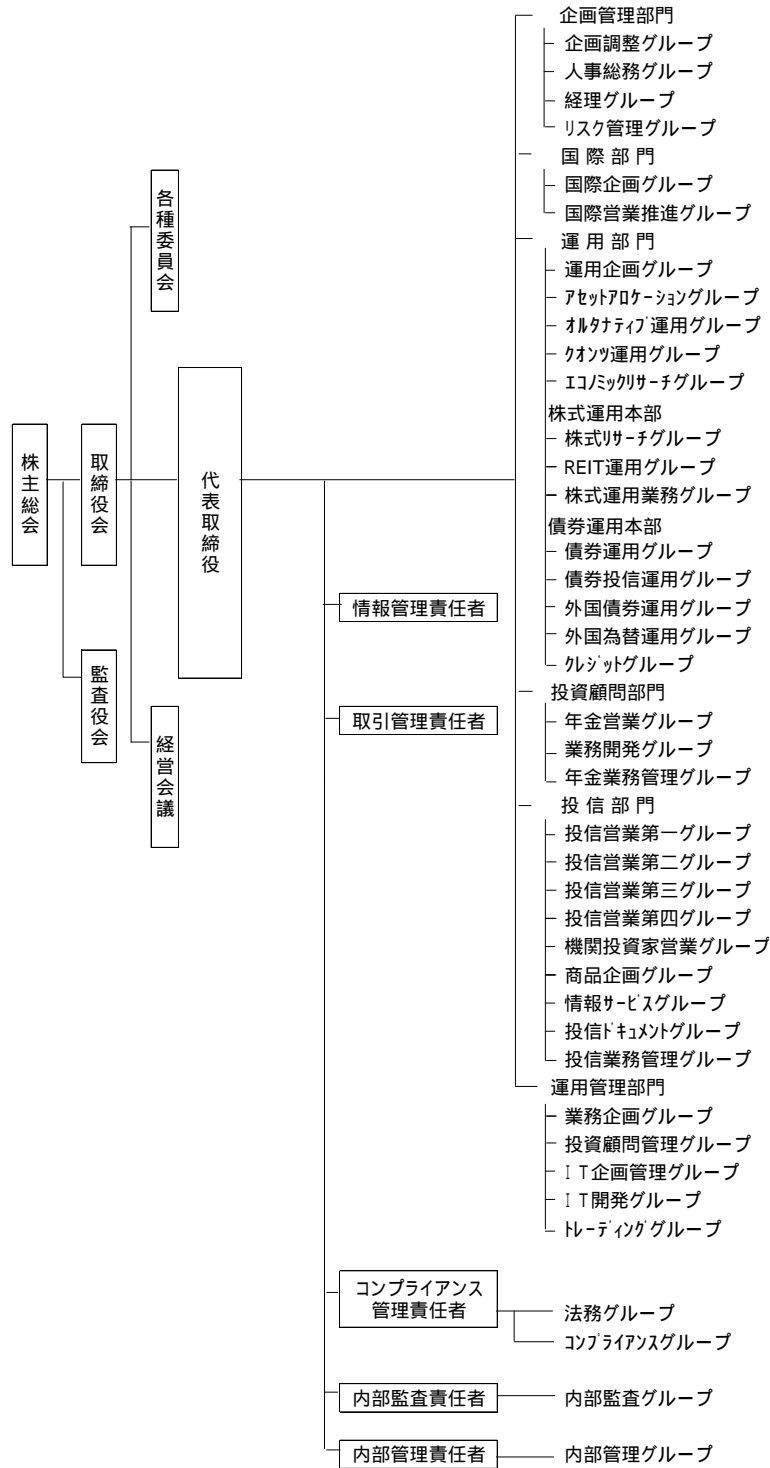 株主総会
取締役会
監査役会
各種委員会
経営会議
代表取締役
情報管理責任者
取引管理責任者
コンプライアンス
管理責任者
内部監査責任者
内部管理責任者
企画管理部門
企画調整グループ
人事総務グループ
経理グループ
リスク管理グループ
国際部門
国際企画グループ
国際営業推進グループ
運用部門
運用企画グループ
ｱｾｯﾄｱﾛｹｰｼｮﾝグループ
ｵﾙﾀﾅﾃｨﾌﾞ運用グループ
ｸｵﾝﾂ運用グループ
ｴｺﾉﾐｯｸﾘｻｰﾁグループ
株式運用本部
株式ﾘｻｰﾁグループ
REIT運用グループ
株式運用業務グループ
債券運用本部
債券運用グループ
債券投信運用グループ
外国債券運用グループ
外国為替運用グループ
ｸﾚｼﾞｯﾄグループ
投資顧問部門
年金営業グループ
業務開発グループ
年金業務管理グループ
投信部門
投信営業第一グループ
投信営業第二グループ
投信営業第三グループ
投信営業第四グループ
機関投資家営業グループ
商品企画グループ
情報ｻｰﾋﾞｽグループ
投信ﾄﾞｷｭﾒﾝﾄグループ
投信業務管理グループ
運用管理部門
業務企画グループ
投資顧問管理グループ
ＩＴ企画管理グループ
ＩＴ開発グループ
ﾄﾚｰﾃﾞｨﾝｸﾞグループ
法務グループ
ｺﾝﾌﾟﾗｲｱﾝｽグループ
内部監査グループ
内部管理グループ